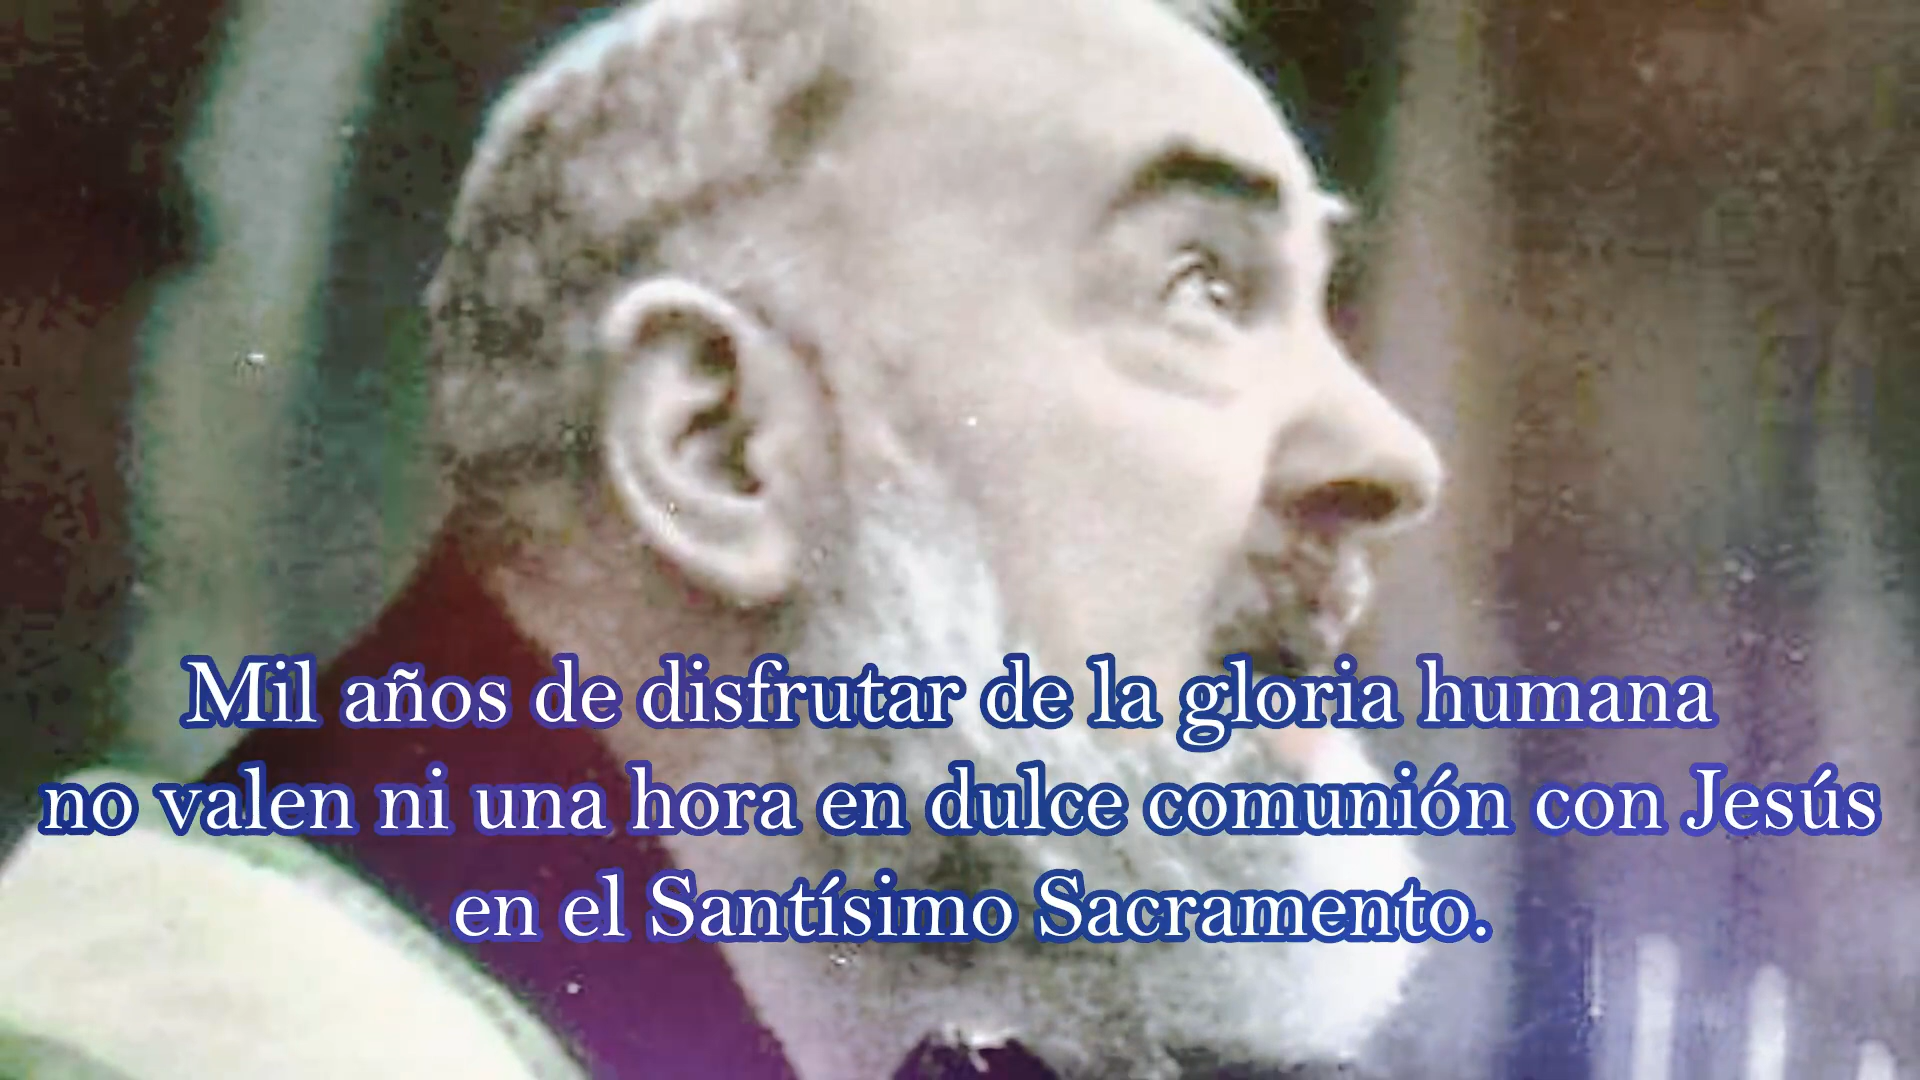 Mil años de disfrutar de la gloria humana
no valen ni una hora en dulce comunión con Jesús
en el Santísimo Sacramento.